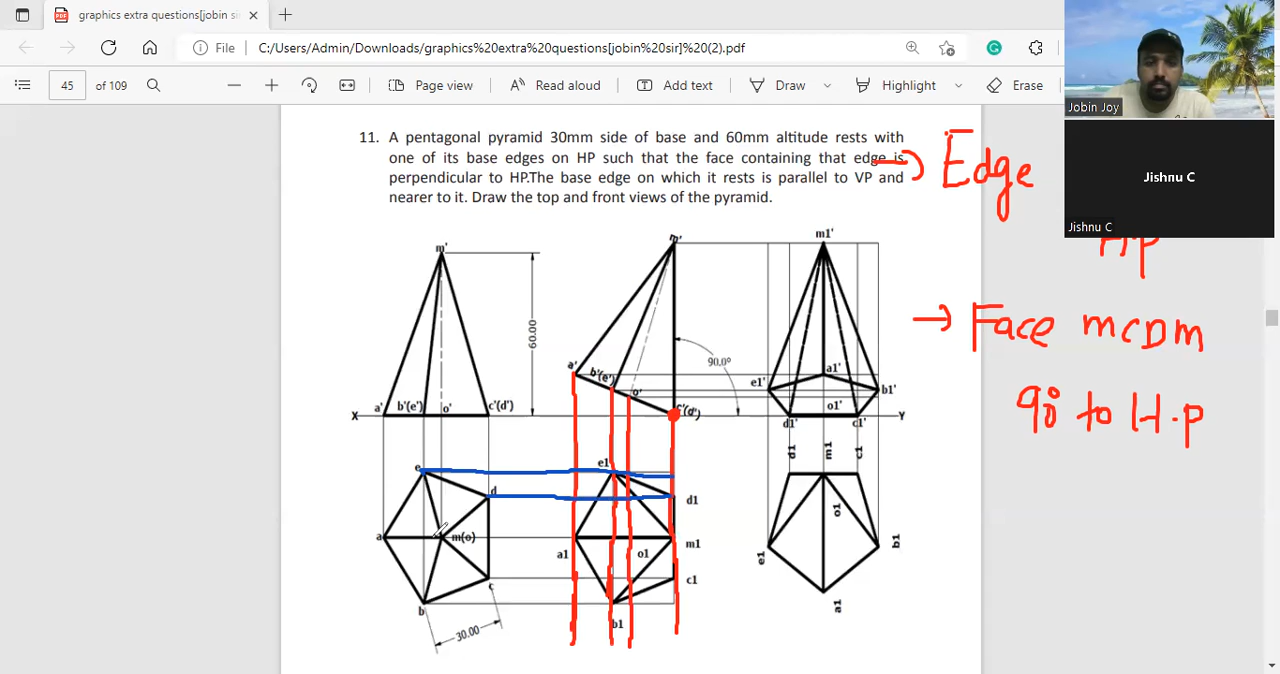 graphics extra questions[jobin si
File C:/Users/Admin/Downloads/graphics%20extra%20questions[jobin%20sir]%20(2).pdf
45 of 109 Page view Read aloud Add text Draw Highlight Erase
Jobin Joy
Jishnu C
Jishnu C
11. A pentagonal pyramid 30mm side of base and 60mm altitude rests with
one of its base edges on HP such that the face containing that edge is
perpendicular to HP.The base edge on which it rests is parallel to VP and
nearer to it. Draw the top and front views of the pyramid.
→ Edge
HP
→ Face mCDm
90° to H.P
m' m' m1'
60.00
90.0°
a' b'(e') o' c'(d')
a' b'(e') o' c'(d')
e1' a1' b1' o1' d1' c1'
X Y
e d a m(o) c b
30.00
e1 d1 a1 o1 m1 c1 b1
d1 m1 c1 o1 e1 b1 a1